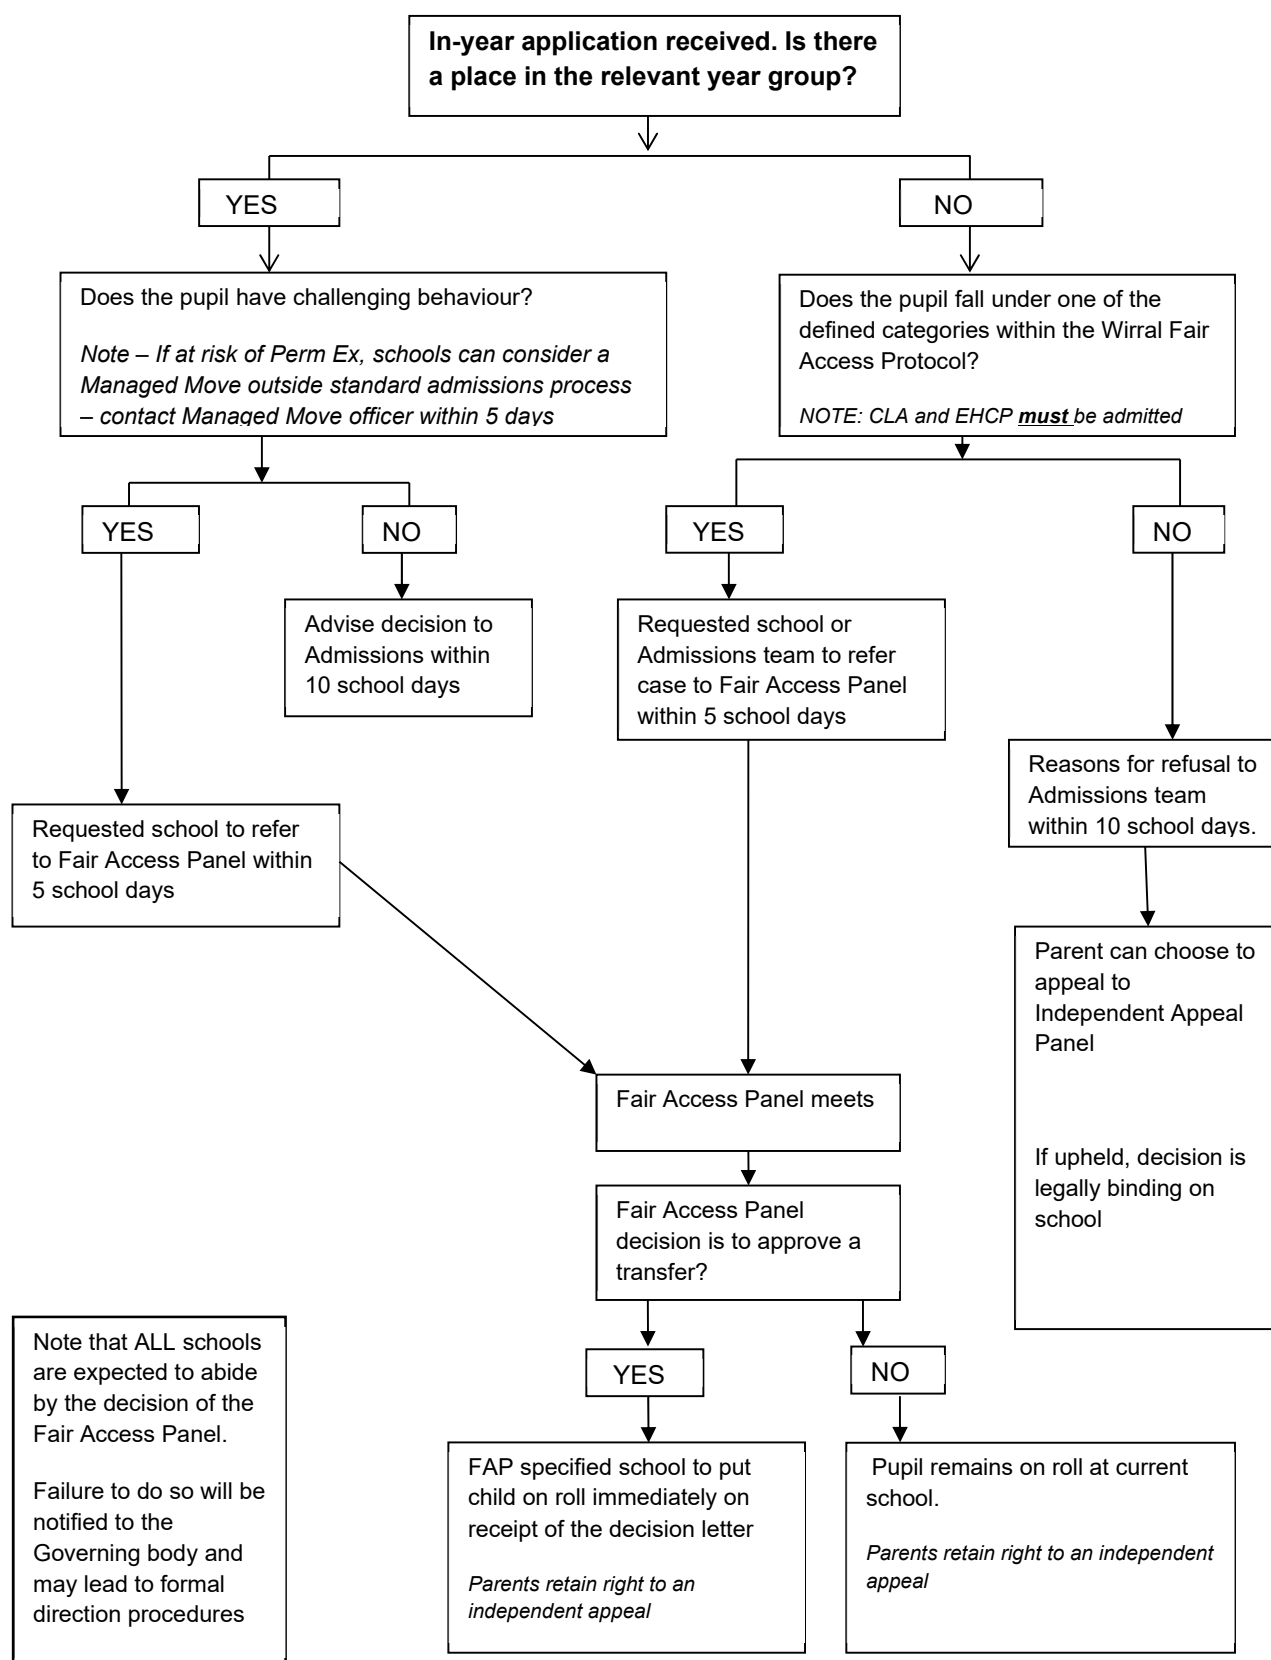 In-year application received. Is there
a place in the relevant year group?
YES
NO
Does the pupil have challenging behaviour?
Note – If at risk of Perm Ex, schools can consider a
Managed Move outside standard admissions process
– contact Managed Move officer within 5 days
Does the pupil fall under one of the
defined categories within the Wirral Fair
Access Protocol?
NOTE: CLA and EHCP must be admitted
YES
NO
YES
NO
Advise decision to
Admissions within
10 school days
Requested school or
Admissions team to refer
case to Fair Access Panel
within 5 school days
Reasons for refusal to
Admissions team
within 10 school days.
Requested school to refer
to Fair Access Panel within
5 school days
Parent can choose to
appeal to
Independent Appeal
Panel
If upheld, decision is
legally binding on
school
Fair Access Panel meets
Fair Access Panel
decision is to approve a
transfer?
YES
NO
Note that ALL schools
are expected to abide
by the decision of the
Fair Access Panel.
Failure to do so will be
notified to the
Governing body and
may lead to formal
direction procedures
FAP specified school to put
child on roll immediately on
receipt of the decision letter
Parents retain right to an
independent appeal
Pupil remains on roll at current
school.
Parents retain right to an independent
appeal